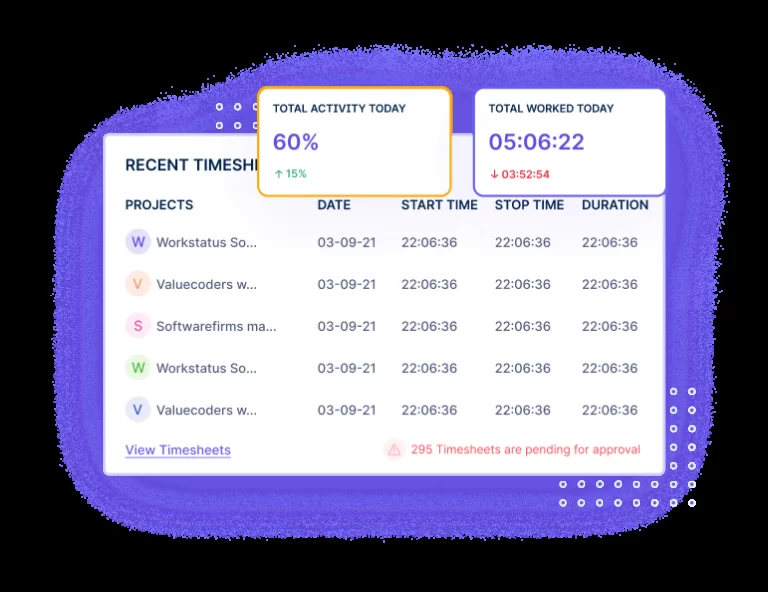 TOTAL ACTIVITY TODAY
60%
↑ 15%
TOTAL WORKED TODAY
05:06:22
↓ 03:52:54
RECENT
PROJECTS DATE START TIME STOP TIME DURATION
W Workstatus So... 03-09-21 22:06:36 22:06:36 22:06:36
V Valuecoders w... 03-09-21 22:06:36 22:06:36 22:06:36
S Softwarefirms ma... 03-09-21 22:06:36 22:06:36 22:06:36
W Workstatus So... 03-09-21 22:06:36 22:06:36 22:06:36
V Valuecoders w... 03-09-21 22:06:36 22:06:36 22:06:36
View Timesheets 295 Timesheets are pending for approval